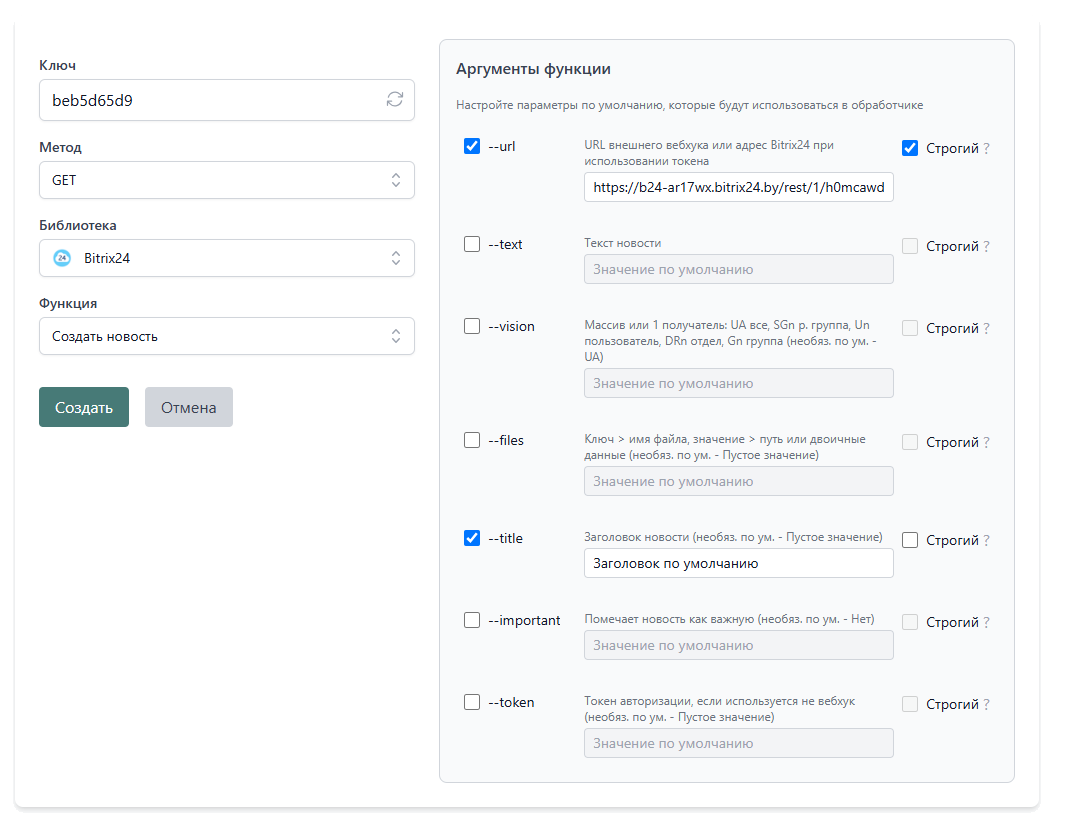 Ключ
beb5d65d9
Метод
GET
Библиотека
24
Bitrix24
Функция
Создать новость
Создать
Отмена
Аргументы функции
Настройте параметры по умолчанию, которые будут использоваться в обработчике
--url
URL внешнего вебхука или адрес Bitrix24 при
использовании токена
https://b24-ar17wx.bitrix24.by/rest/1/h0mcawd
Строгий ?
--text
Текст новости
Значение по умолчанию
Строгий ?
--vision
Массив или 1 получатель: UA все, SGn р. группа, Un
пользователь, DRn отдел, Gn группа (необяз. по ум. -
UA)
Значение по умолчанию
Строгий ?
--files
Ключ > имя файла, значение > путь или двоичные
данные (необяз. по ум. - Пустое значение)
Значение по умолчанию
Строгий ?
--title
Заголовок новости (необяз. по ум. - Пустое значение)
Заголовок по умолчанию
Строгий ?
--important
Помечает новость как важную (необяз. по ум. - Нет)
Значение по умолчанию
Строгий ?
--token
Токен авторизации, если используется не вебхук
(необяз. по ум. - Пустое значение)
Значение по умолчанию
Строгий ?